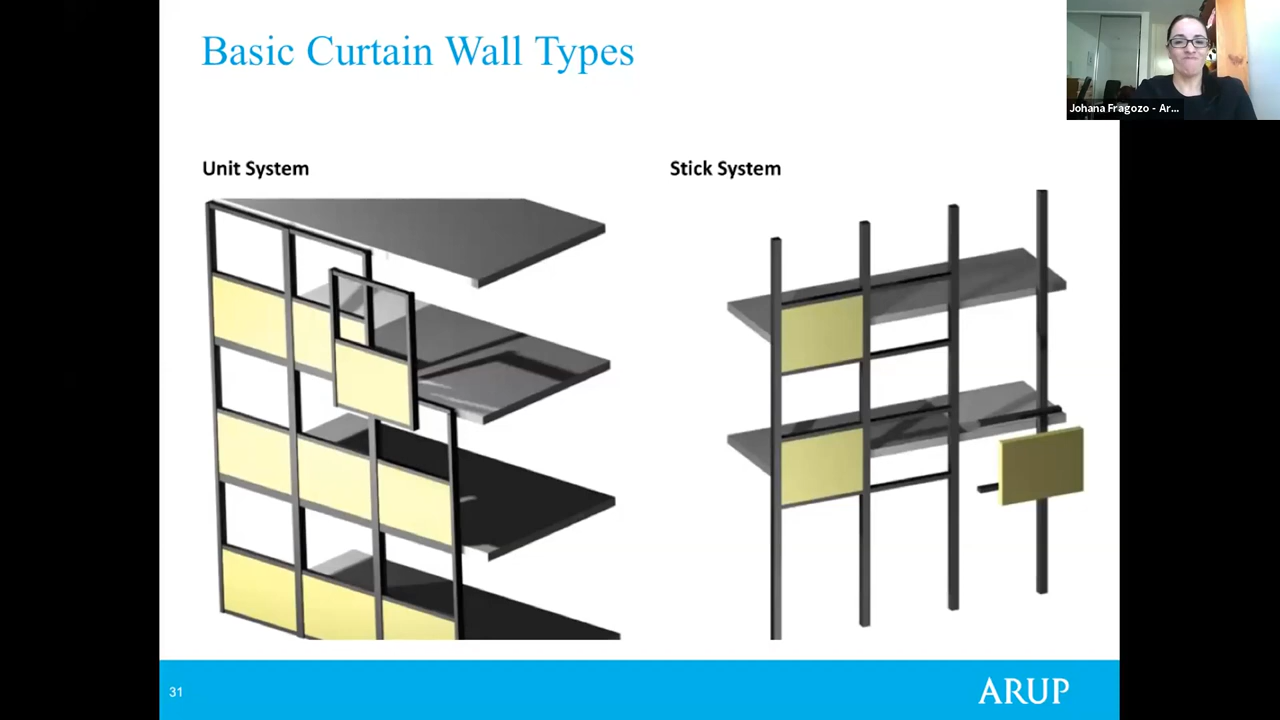 Basic Curtain Wall Types
Johana Fragozo - Ar...
Unit System
Stick System
31
ARUP